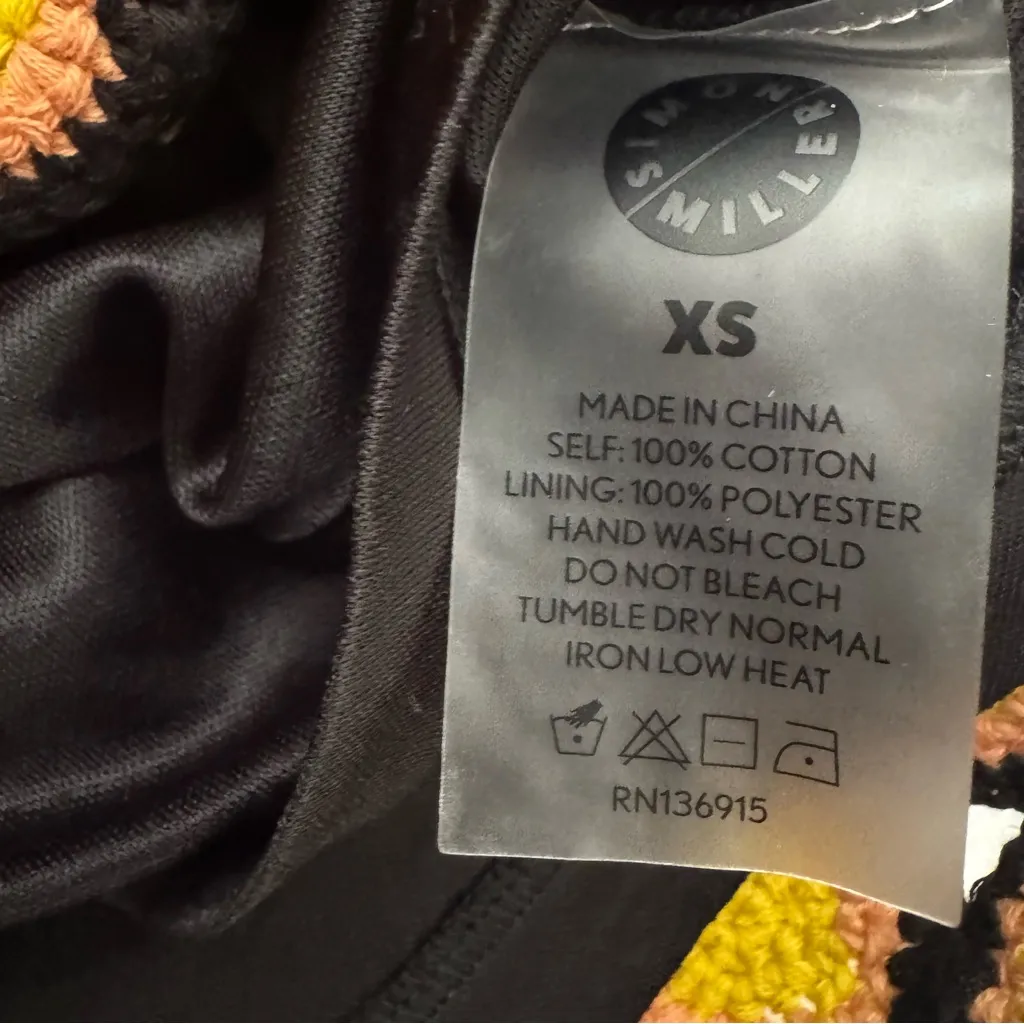 SIMON MILLER
XS
MADE IN CHINA
SELF: 100% COTTON
LINING: 100% POLYESTER
HAND WASH COLD
DO NOT BLEACH
TUMBLE DRY NORMAL
IRON LOW HEAT
RN136915